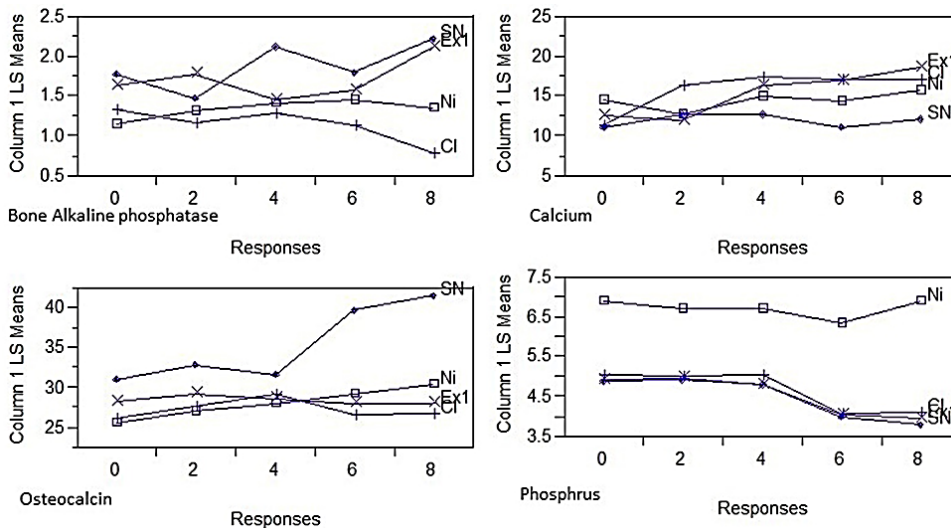 Column 1 LS Means
2.5
2.0
1.5
1.0
0.5
SN
Ex1
Ni
Cl
0 2 4 6 8
Bone Alkaline phosphatase
Responses
Column 1 LS Means
25
20
15
10
5
Cl
Ni
SN
0 2 4 6 8
Calcium
Responses
Column 1 LS Means
40
35
30
25
SN
Ni
Ex1
Cl
0 2 4 6 8
Osteocalcin
Responses
Column 1 LS Means
7.5
6.5
5.5
4.5
3.5
Ni
Cl
SN
0 2 4 6 8
Phosphrus
Responses